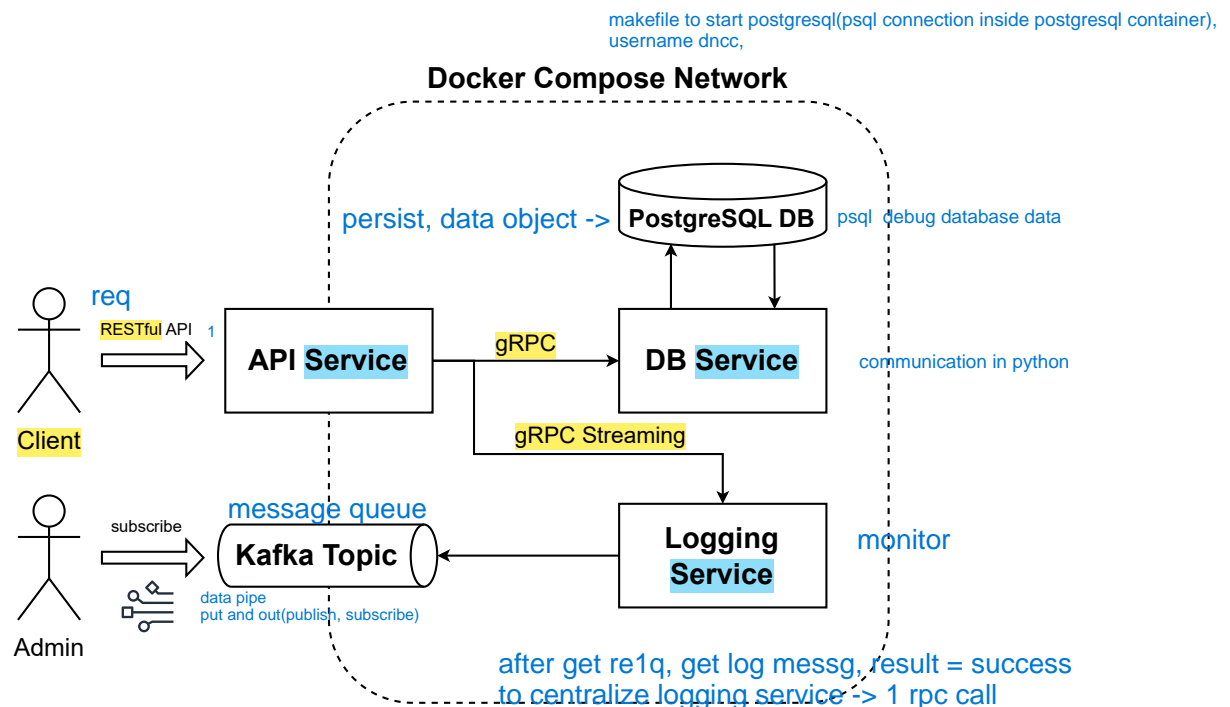 makefile to start postgresql(psql connection inside postgresql container),
username dncc,
Docker Compose Network
persist, data object ->
PostgreSQL DB
psql debug database data
req
RESTful API
1
API Service
gRPC
DB Service
communication in python
Client
gRPC Streaming
subscribe
message queue
Kafka Topic
Logging
Service
monitor
data pipe
put and out(publish, subscribe)
Admin
after get re1q, get log messg, result = success
to centralize logging service -> 1 rpc call